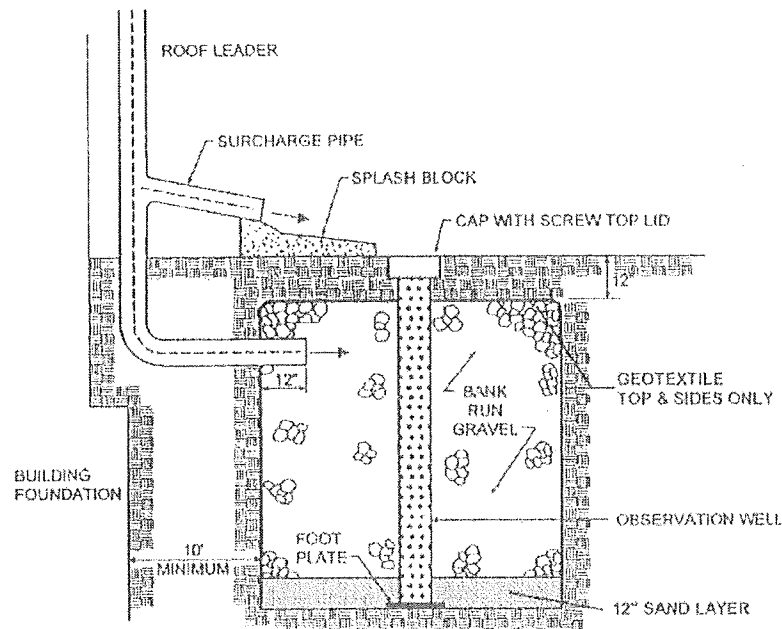 ROOF LEADER
SURCHARGE PIPE
SPLASH BLOCK
CAP WITH SCREW TOP LID
12"
12"
GEOTEXTILE
TOP & SIDES ONLY
BANK
RUN
GRAVEL
BUILDING
FOUNDATION
OBSERVATION WELL
FOOT
PLATE
10'
MINIMUM
12" SAND LAYER